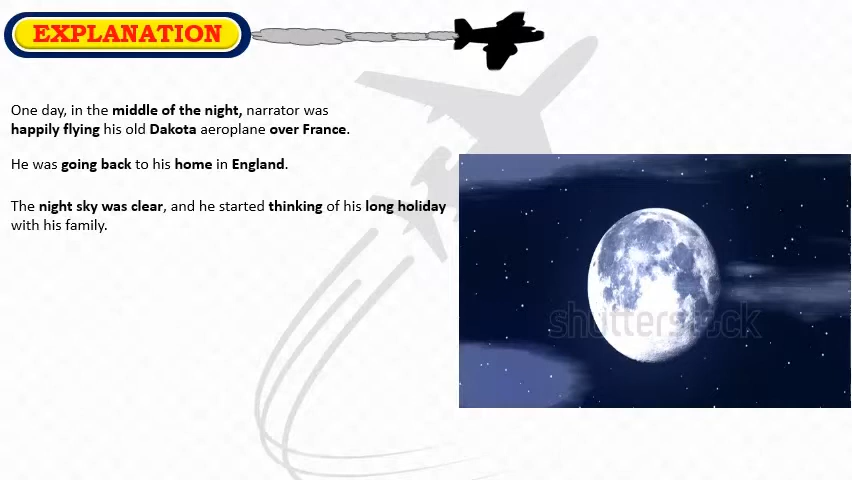 EXPLANATION
One day, in the middle of the night, narrator was
happily flying his old Dakota aeroplane over France.
He was going back to his home in England.
The night sky was clear, and he started thinking of his long holiday
with his family.
shutterstock